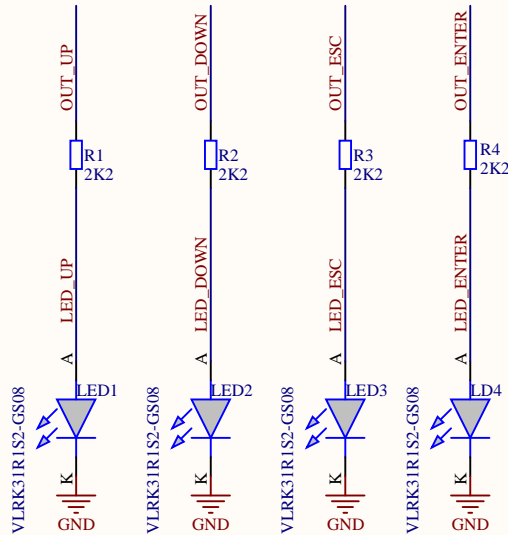 OUT_UP
OUT_DOWN
OUT_ESC
OUT_ENTER
R1
2K2
R2
2K2
R3
2K2
R4
2K2
LED_UP
LED_DOWN
LED_ESC
LED_ENTER
A
A
A
A
LED1
LED2
LED3
LD4
VLRK31R1S2-GS08
VLRK31R1S2-GS08
VLRK31R1S2-GS08
VLRK31R1S2-GS08
K
K
K
K
GND
GND
GND
GND